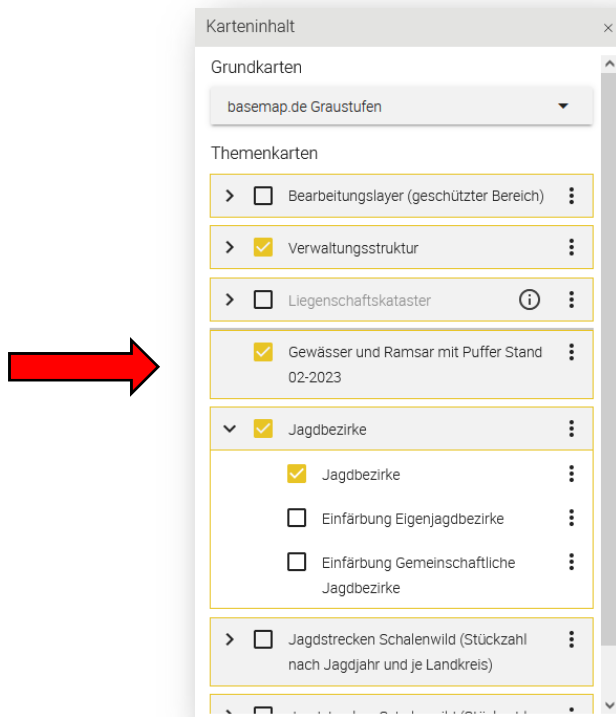 Karteninhalt
Grundkarten
basemap.de Graustufen
Themenkarten
Bearbeitungslayer (geschützter Bereich)
Verwaltungsstruktur
Liegenschaftskataster
Gewässer und Ramsar mit Puffer Stand
02-2023
Jagdbezirke
Jagdbezirke
Einfärbung Eigenjagdbezirke
Einfärbung Gemeinschaftliche
Jagdbezirke
Jagdstrecken Schalenwild (Stückzahl
nach Jagdjahr und je Landkreis)